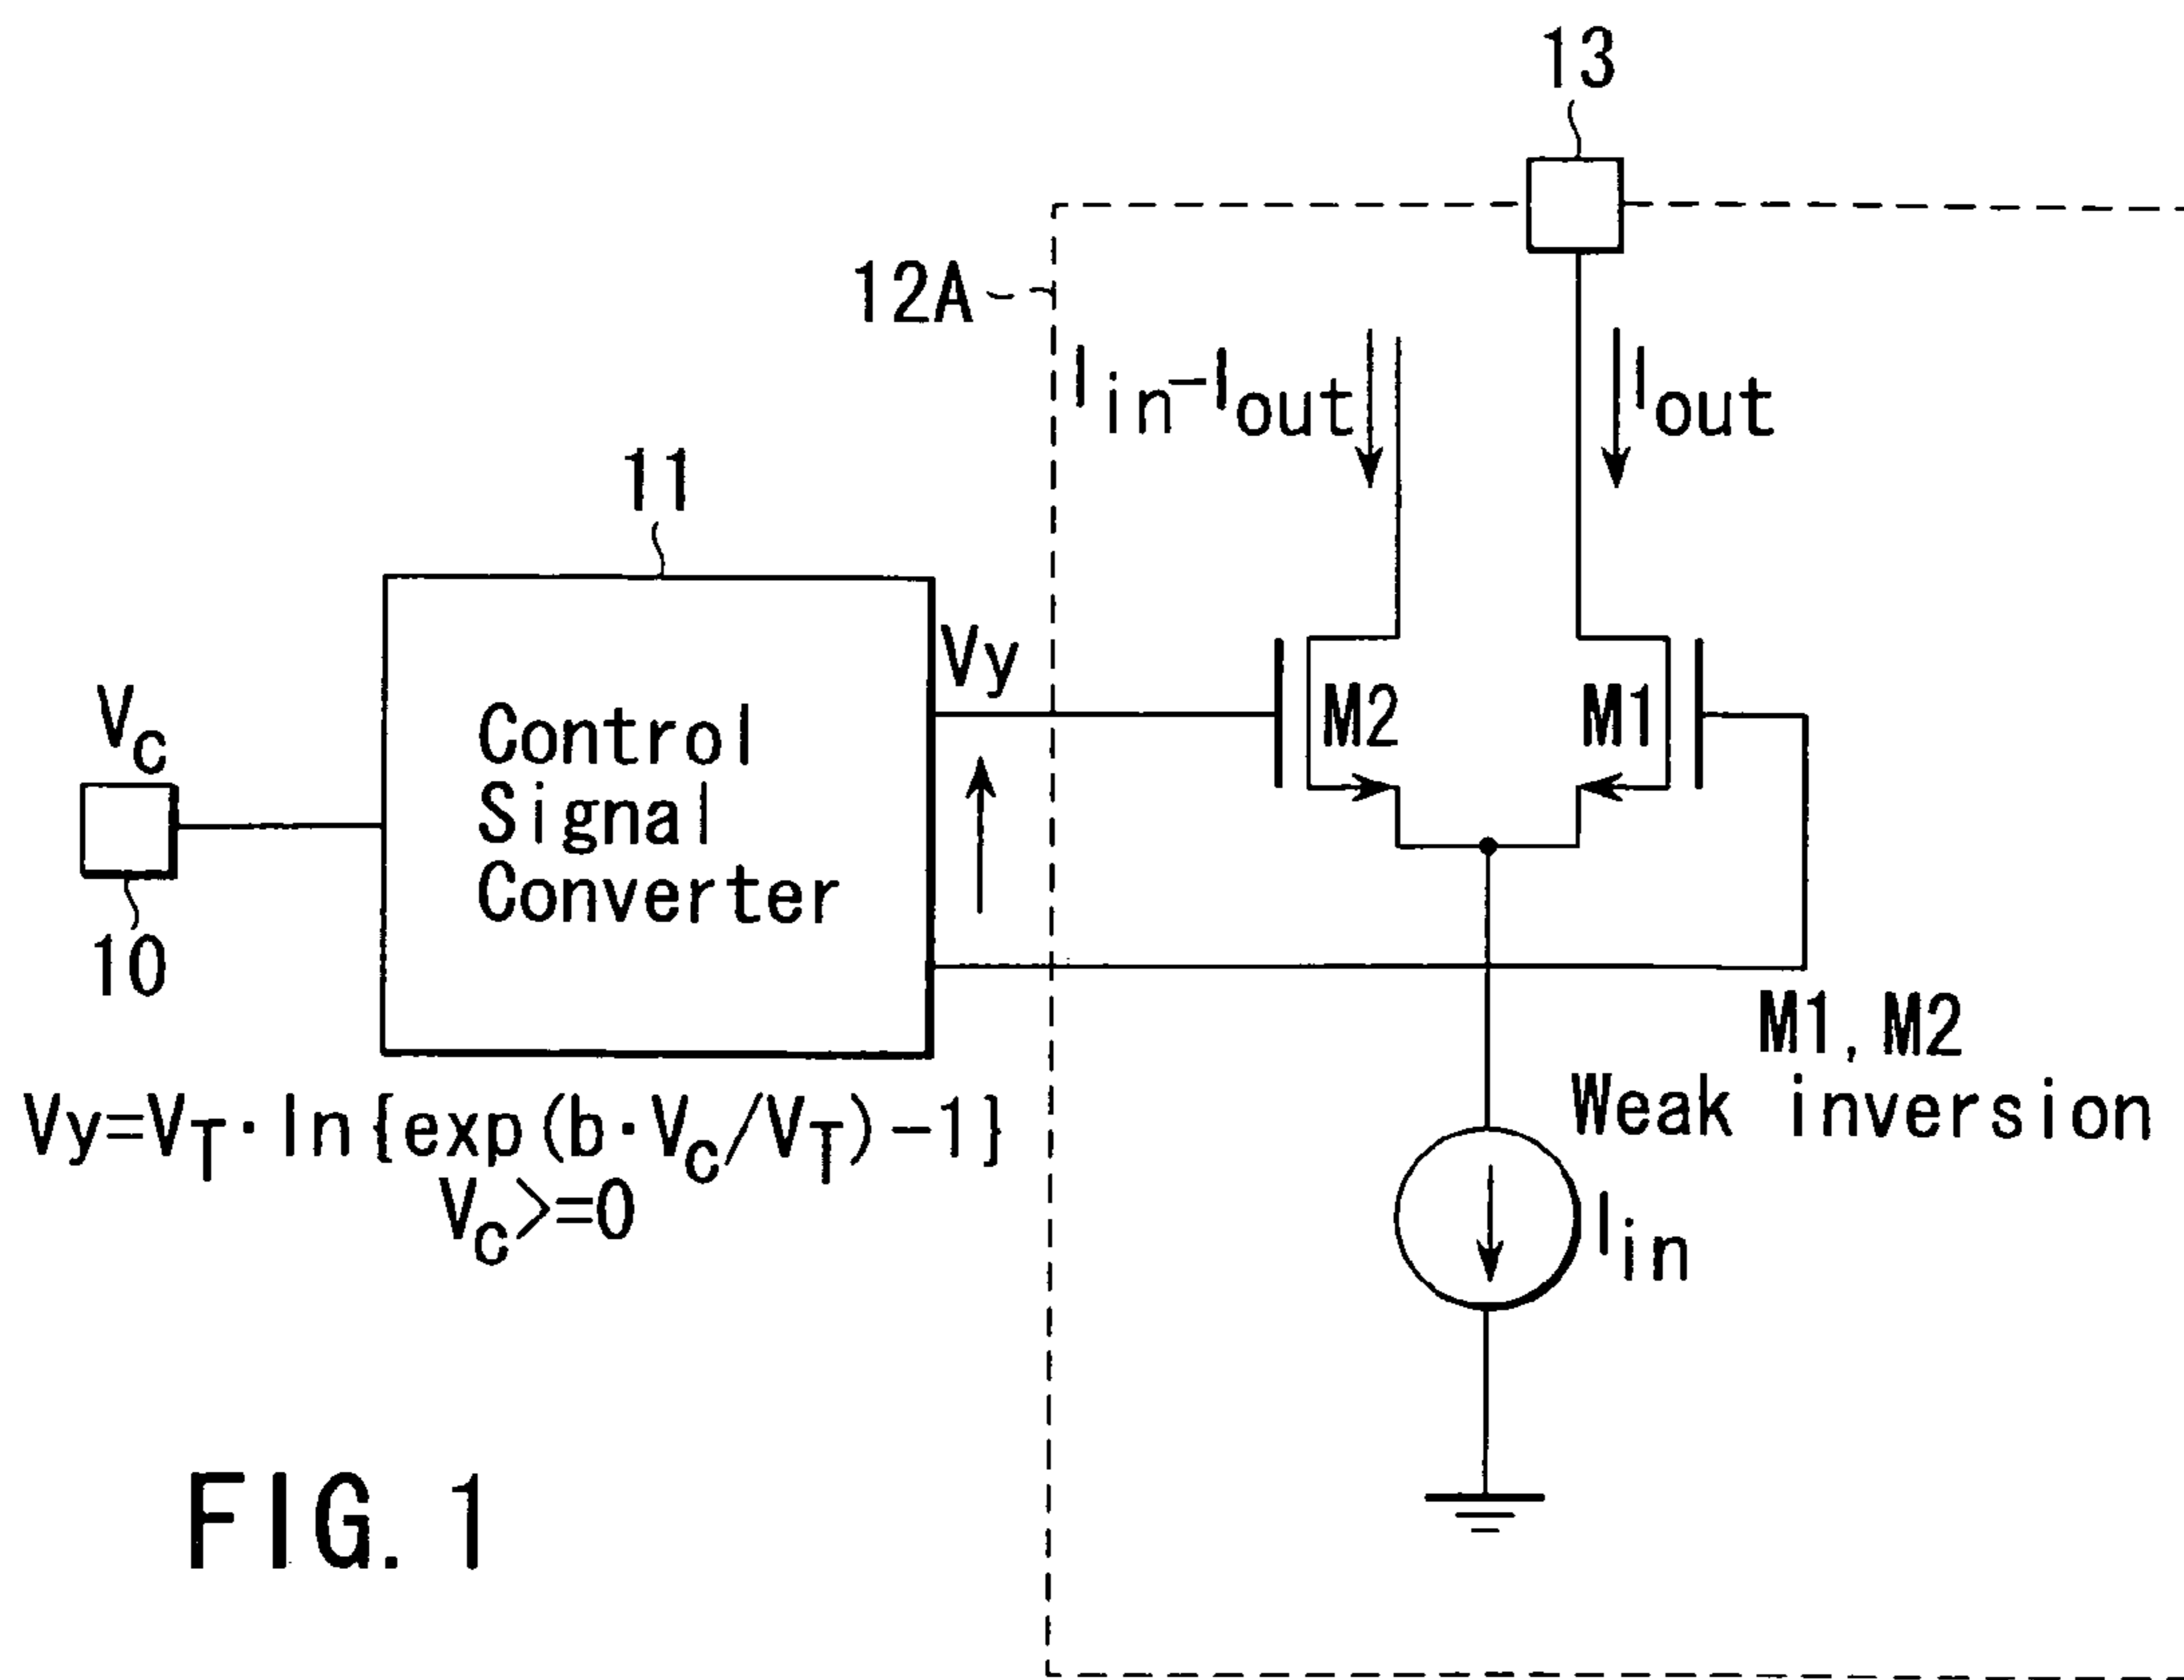 13
12A
Iin-Iout
Iout
11
Vy
Vc
Control
Signal
Converter
M2
M1
10
M1, M2
Weak inversion
Vy=VT·ln{exp(b·Vc/VT)-1}
Vc>=0
Iin
FIG. 1